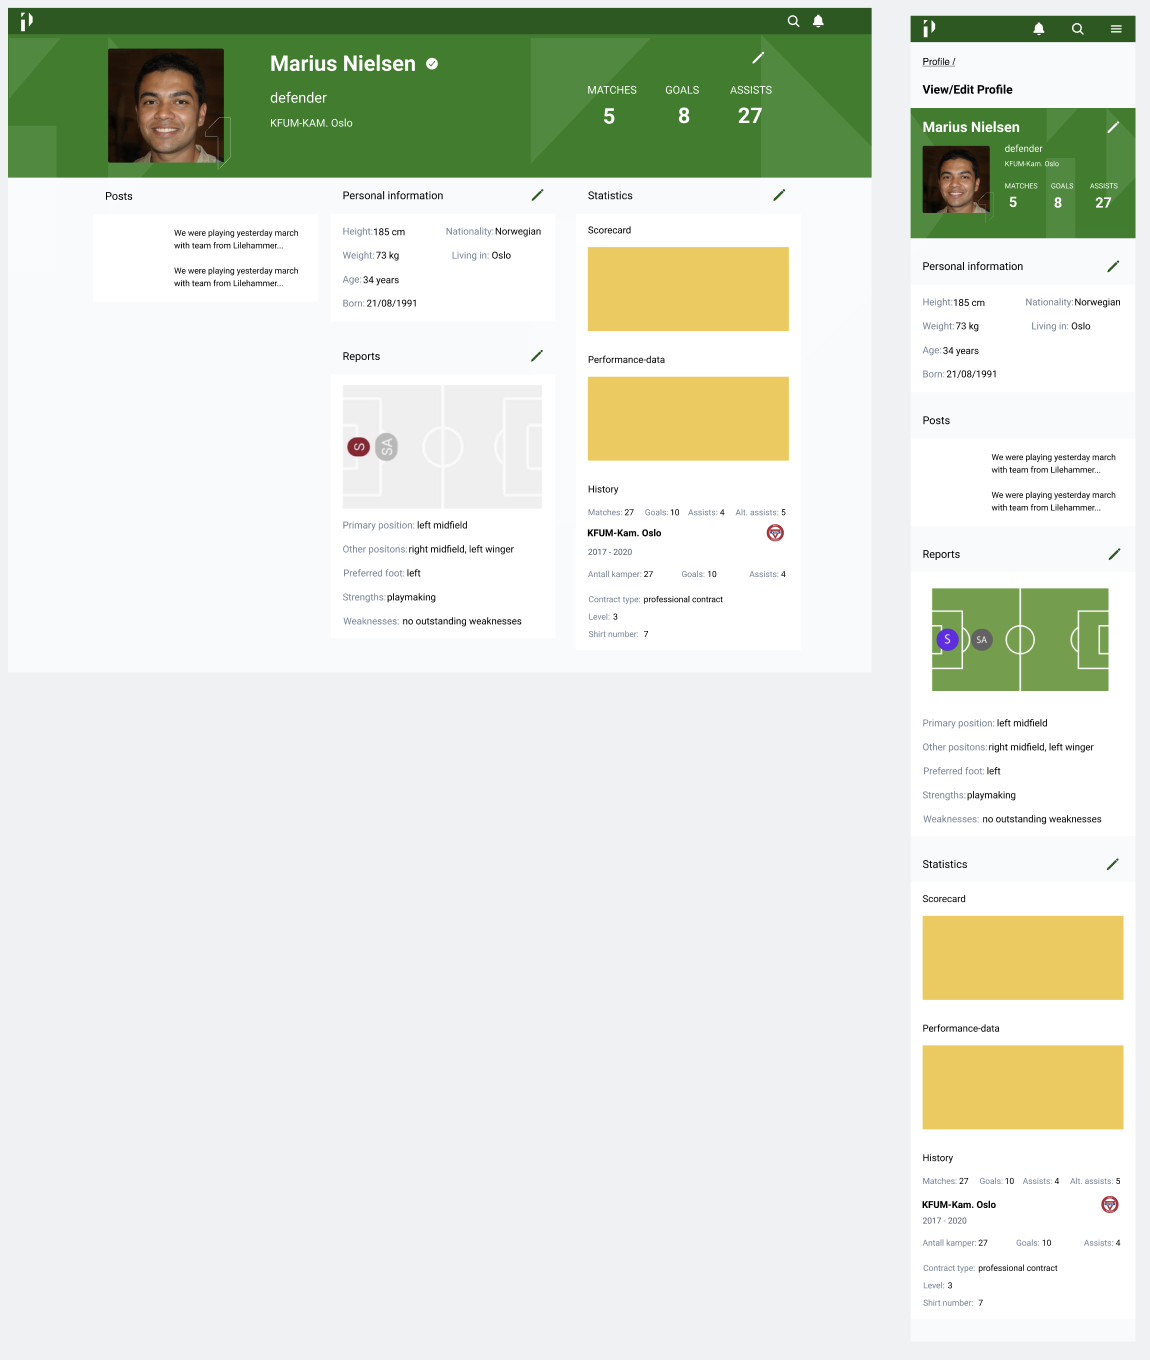 Marius Nielsen
defender
KFUM-KAM. Oslo
MATCHES GOALS ASSISTS
5 8 27
1
Posts
We were playing yesterday march
with team from Lilehammer...
We were playing yesterday march
with team from Lilehammer...
Personal information
Height: 185 cm Nationality: Norwegian
Weight: 73 kg Living in: Oslo
Age: 34 years
Born: 21/08/1991
Reports
S SA
Primary position: left midfield
Other positons: right midfield, left winger
Preferred foot: left
Strengths: playmaking
Weaknesses: no outstanding weaknesses
Statistics
Scorecard
Performance-data
History
Matches: 27 Goals: 10 Assists: 4 Alt. assists: 5
KFUM-Kam. Oslo
2017 - 2020
Antall kamper: 27 Goals: 10 Assists: 4
Contract type: professional contract
Level: 3
Shirt number: 7
Profile /
View/Edit Profile
Marius Nielsen
defender
KFUM-Kam. Oslo
MATCHES GOALS ASSISTS
5 8 27
1
Personal information
Height: 185 cm Nationality: Norwegian
Weight: 73 kg Living in: Oslo
Age: 34 years
Born: 21/08/1991
Posts
We were playing yesterday march
with team from Lilehammer...
We were playing yesterday march
with team from Lilehammer...
Reports
S SA
Primary position: left midfield
Other positons: right midfield, left winger
Preferred foot: left
Strengths: playmaking
Weaknesses: no outstanding weaknesses
Statistics
Scorecard
Performance-data
History
Matches: 27 Goals: 10 Assists: 4 Alt. assists: 5
KFUM-Kam. Oslo
2017 - 2020
Antall kamper: 27 Goals: 10 Assists: 4
Contract type: professional contract
Level: 3
Shirt number: 7